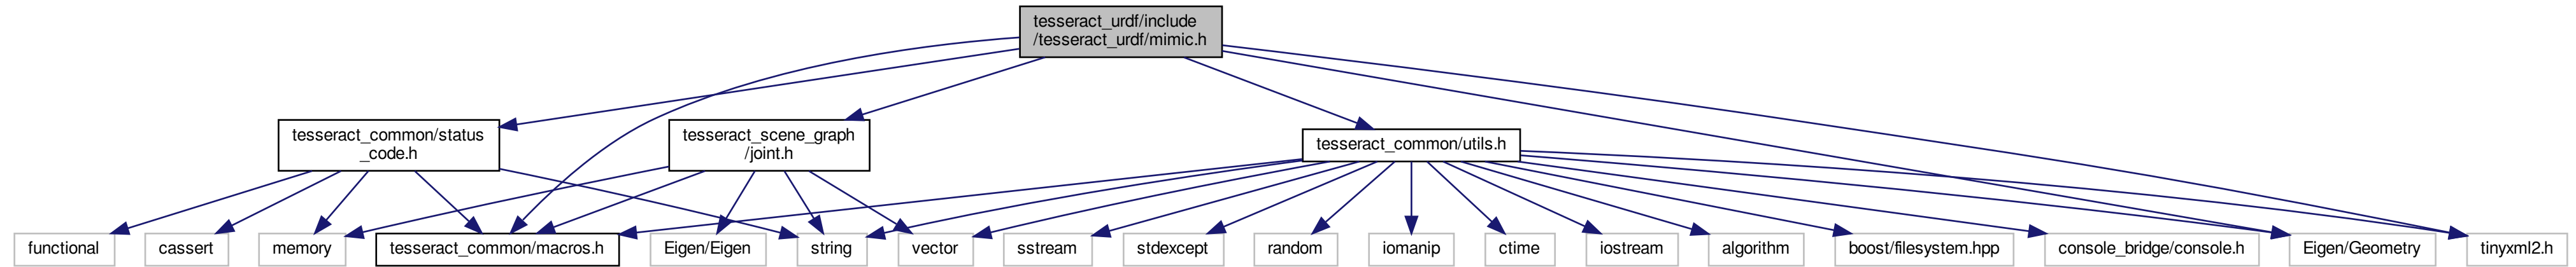 tesseract_urdf/include
/tesseract_urdf/mimic.h
tesseract_common/status
_code.h
tesseract_scene_graph
/joint.h
tesseract_common/utils.h
functional
cassert
memory
tesseract_common/macros.h
Eigen/Eigen
string
vector
sstream
stdexcept
random
iomanip
ctime
iostream
algorithm
boost/filesystem.hpp
console_bridge/console.h
Eigen/Geometry
tinyxml2.h